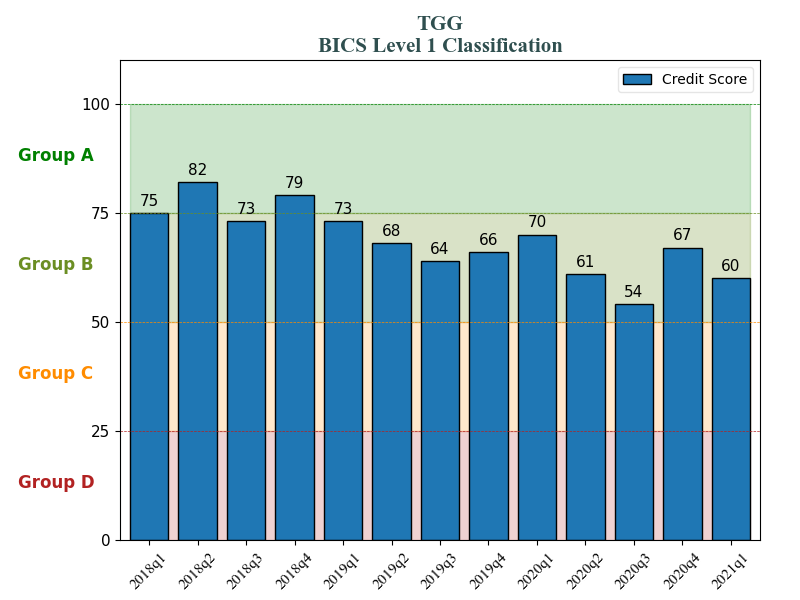 TGG
BICS Level 1 Classification
Credit Score
100
Group A
82
79
75
73
73
75
70
68
67
66
64
61
60
Group B
54
50
Group C
25
Group D
0
2018q1 2018q2 2018q3 2018q4 2019q1 2019q2 2019q3 2019q4 2020q1 2020q2 2020q3 2020q4 2021q1